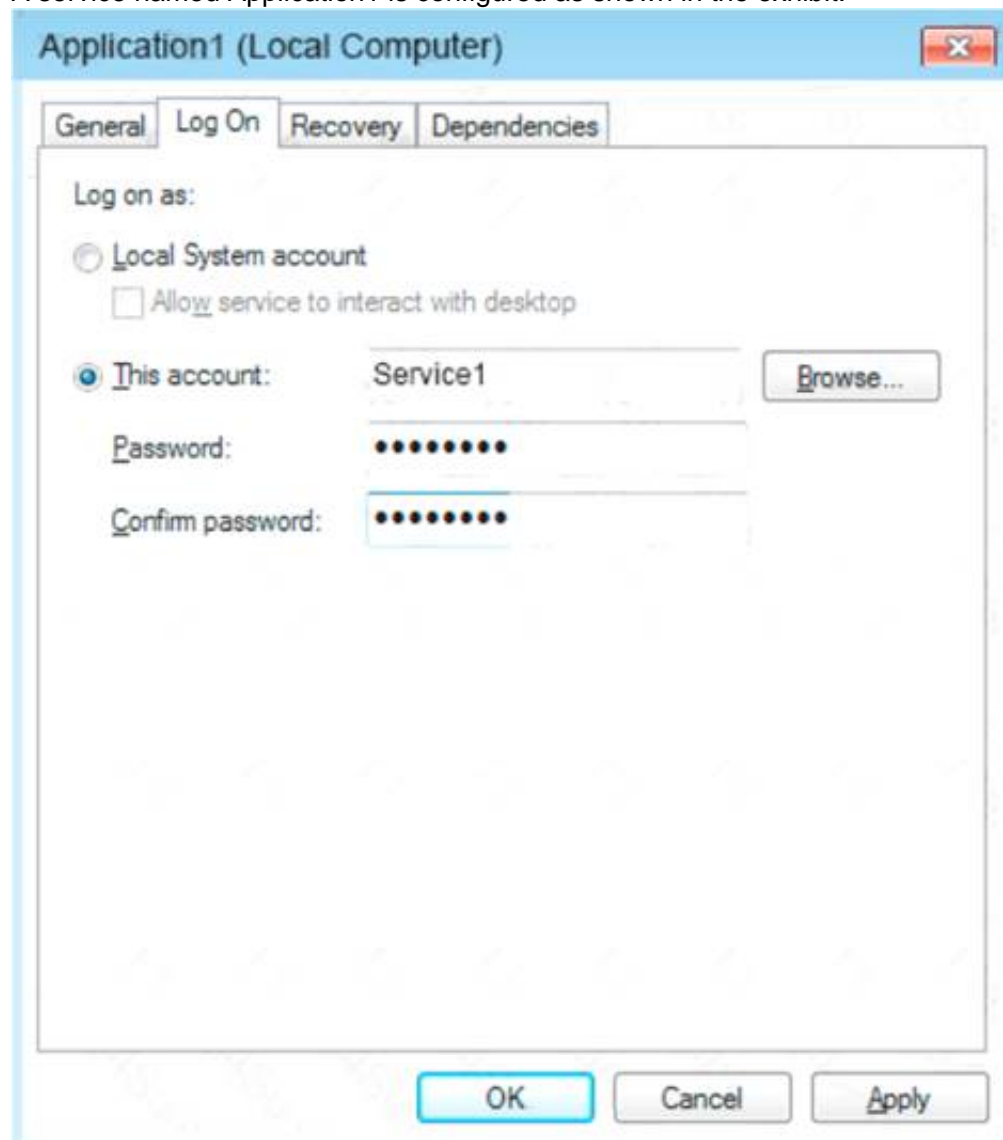 Application1 (Local Computer)
General Log On Recovery Dependencies
Log on as:
Local System account
Allow service to interact with desktop
This account: Service1 Browse...
Password: ••••••••
Confirm password: ••••••••
OK Cancel Apply